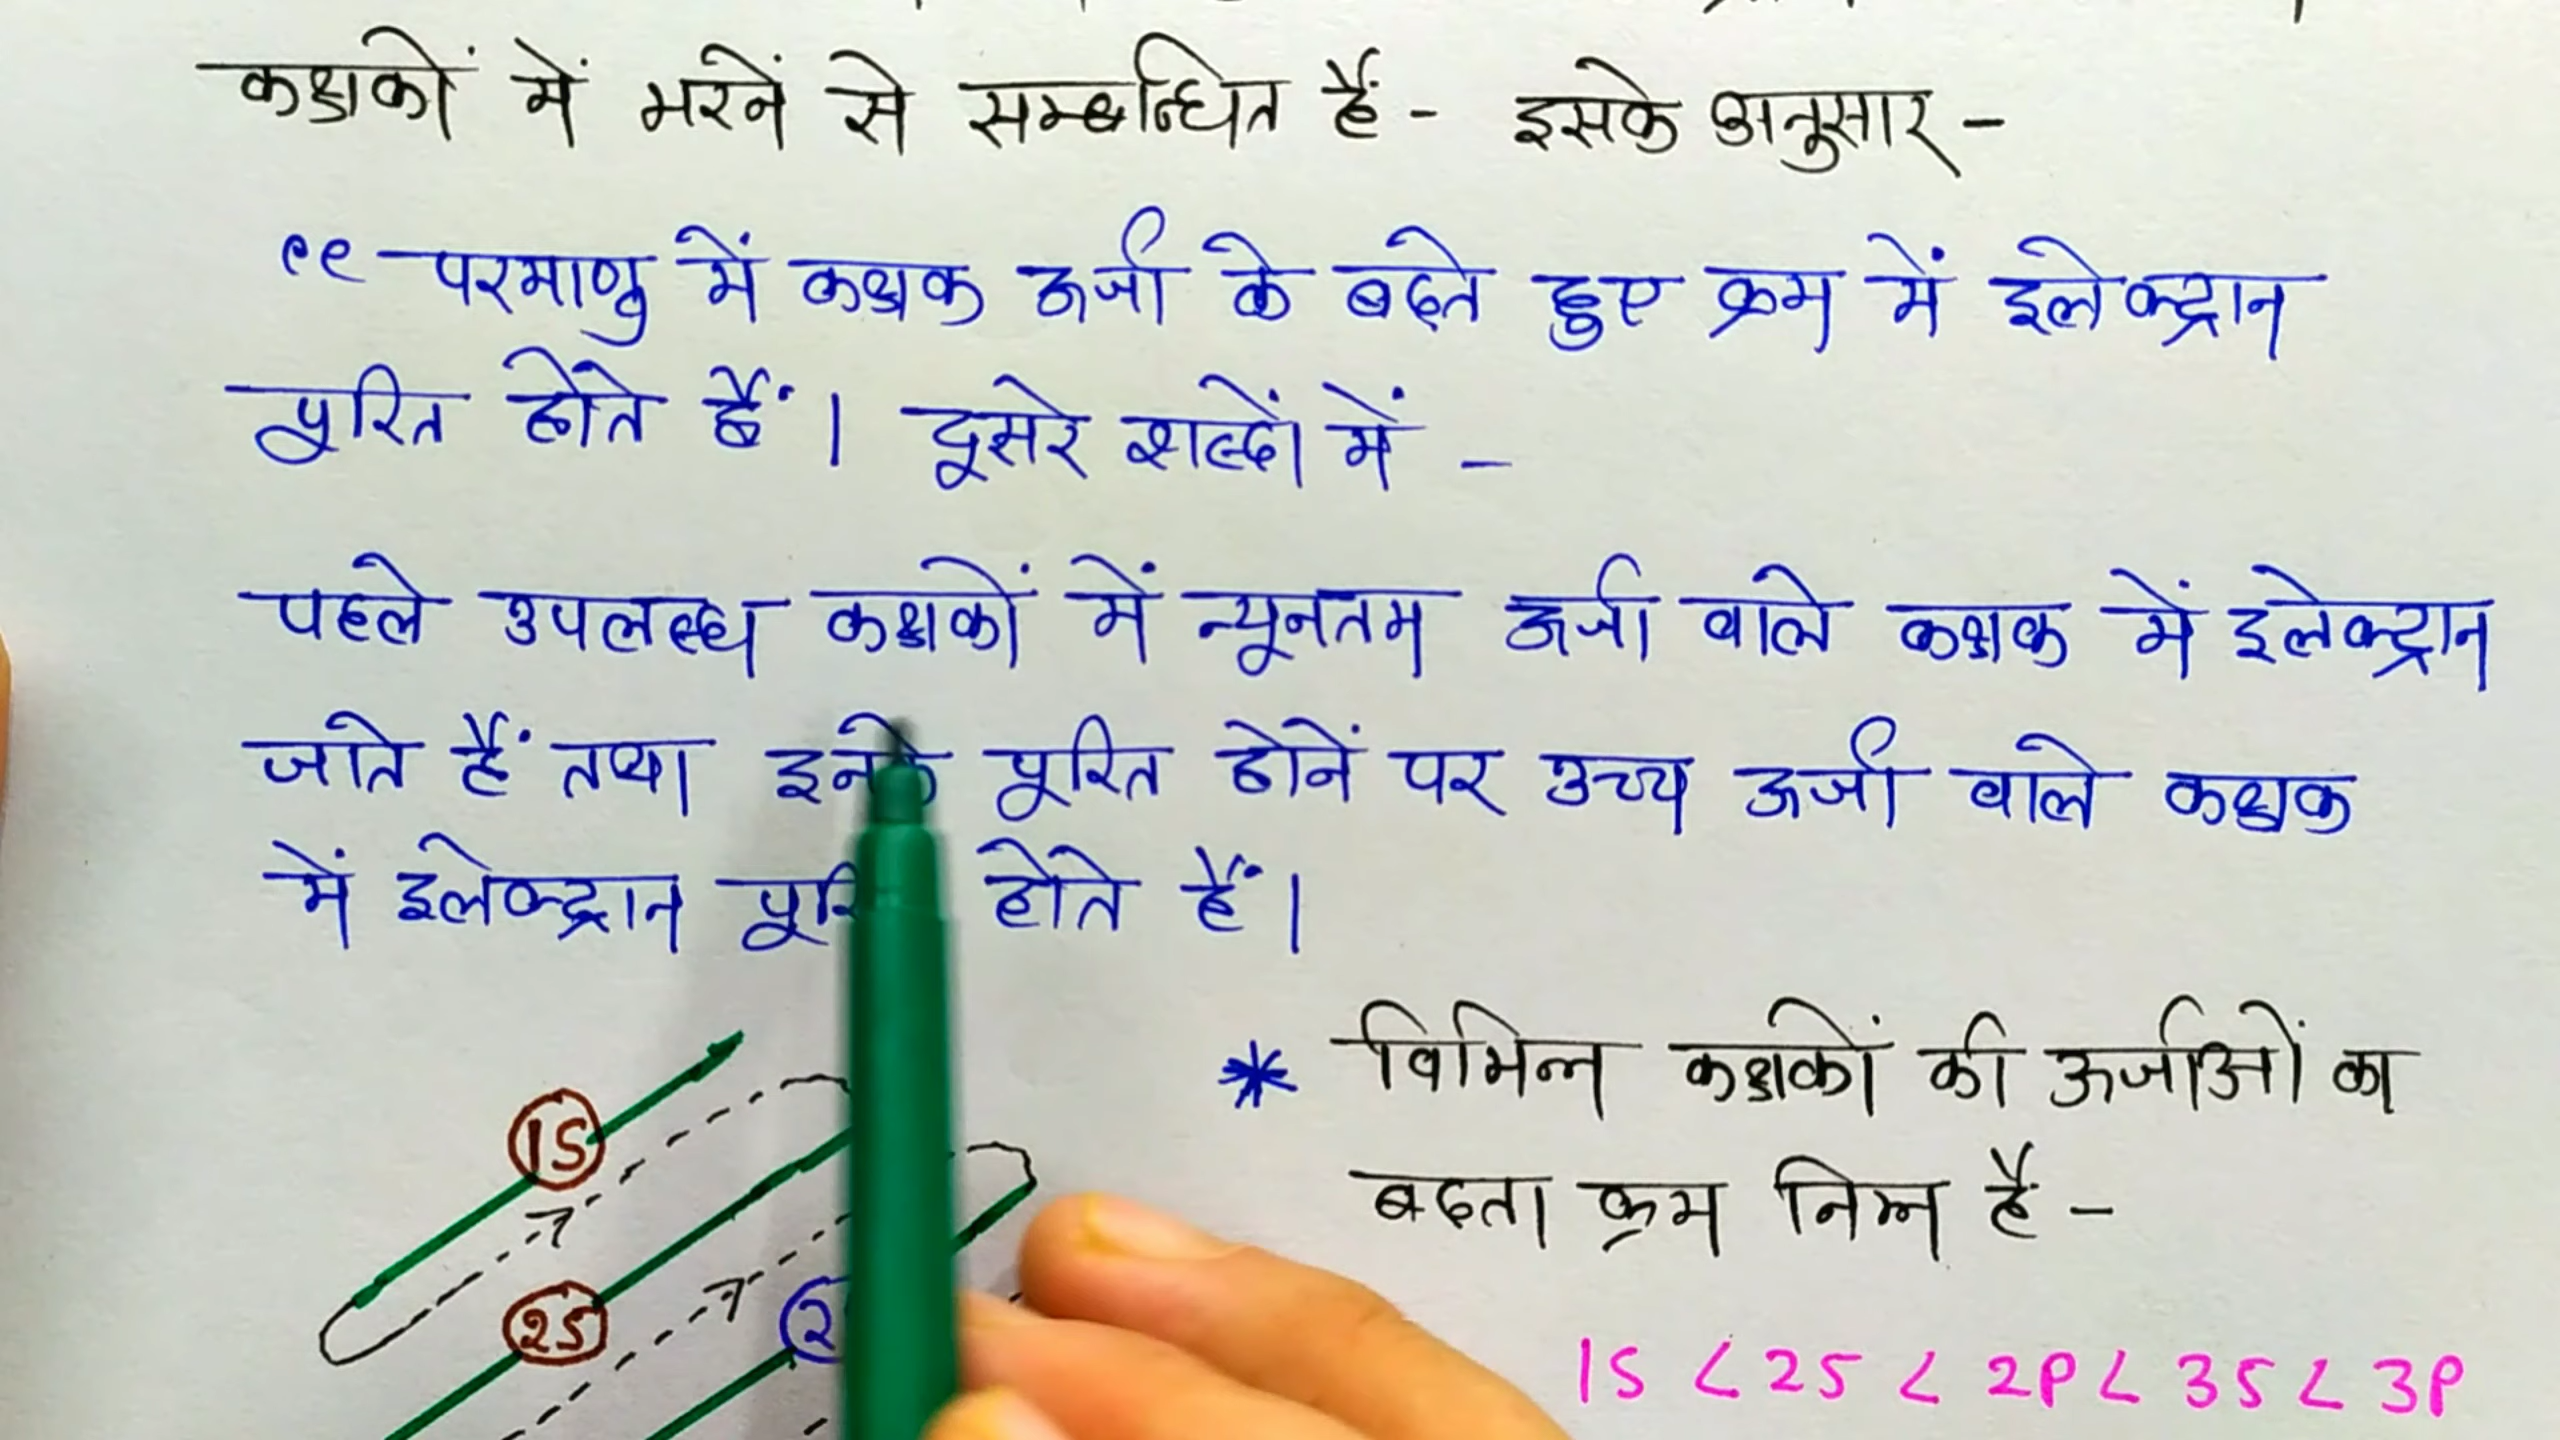 कक्षकों में भरनें से सम्बन्धित हैं - इसके अनुसार -
“ परमाणु में कक्षक ऊर्जा के बढ़ते हुए क्रम में इलेक्ट्रान
पूरित होते हैं । दूसरे शब्दों में -
पहले उपलब्ध कक्षकों में न्यूनतम ऊर्जा वाले कक्षक में इलेक्ट्रान
जाते हैं तथा इनके पूरित होनें पर उच्च ऊर्जा वाले कक्षक
में इलेक्ट्रान होते हैं ।
* विभिन्न कक्षकों की ऊर्जाओं का
बढता क्रम निम्न है -
1S
2S
1S < 2S < 2P < 3S < 3P